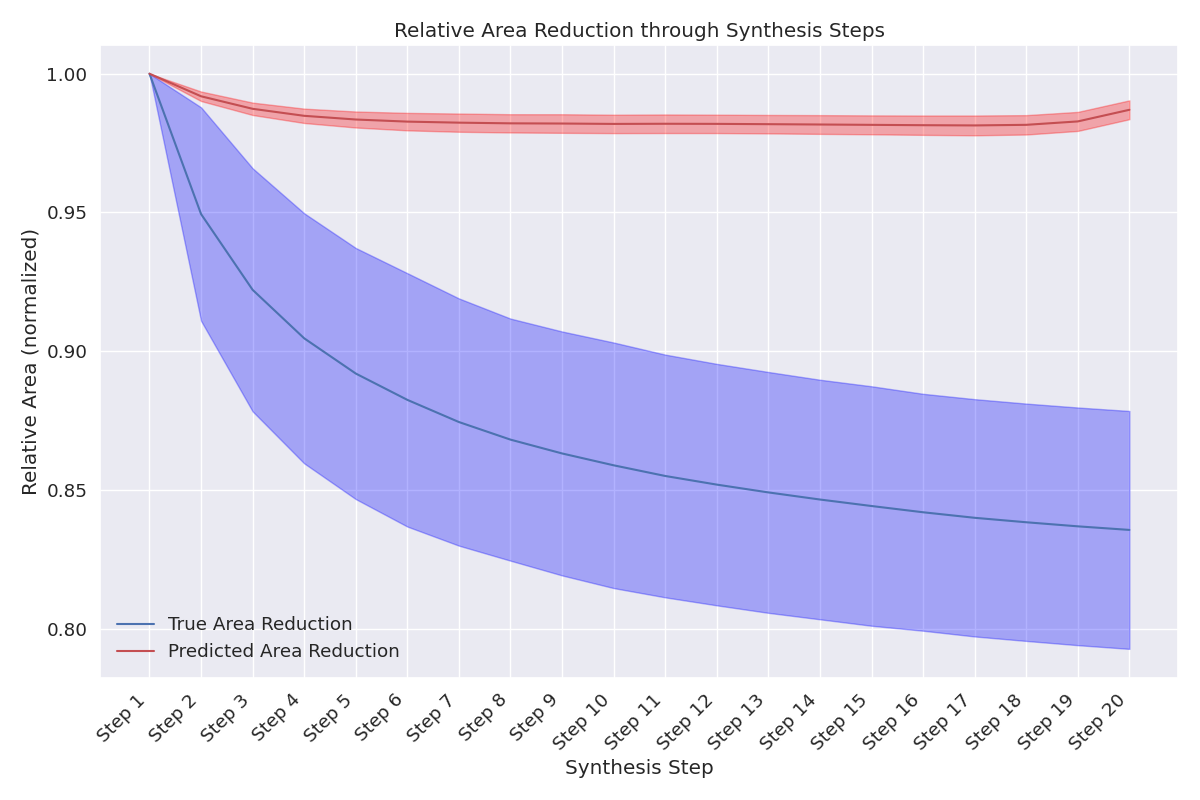 Relative Area Reduction through Synthesis Steps
Relative Area (normalized)
1.00
0.95
0.90
0.85
0.80
True Area Reduction
Predicted Area Reduction
Step 1
Step 2
Step 3
Step 4
Step 5
Step 6
Step 7
Step 8
Step 9
Step 10
Step 11
Step 12
Step 13
Step 14
Step 15
Step 16
Step 17
Step 18
Step 19
Step 20
Synthesis Step